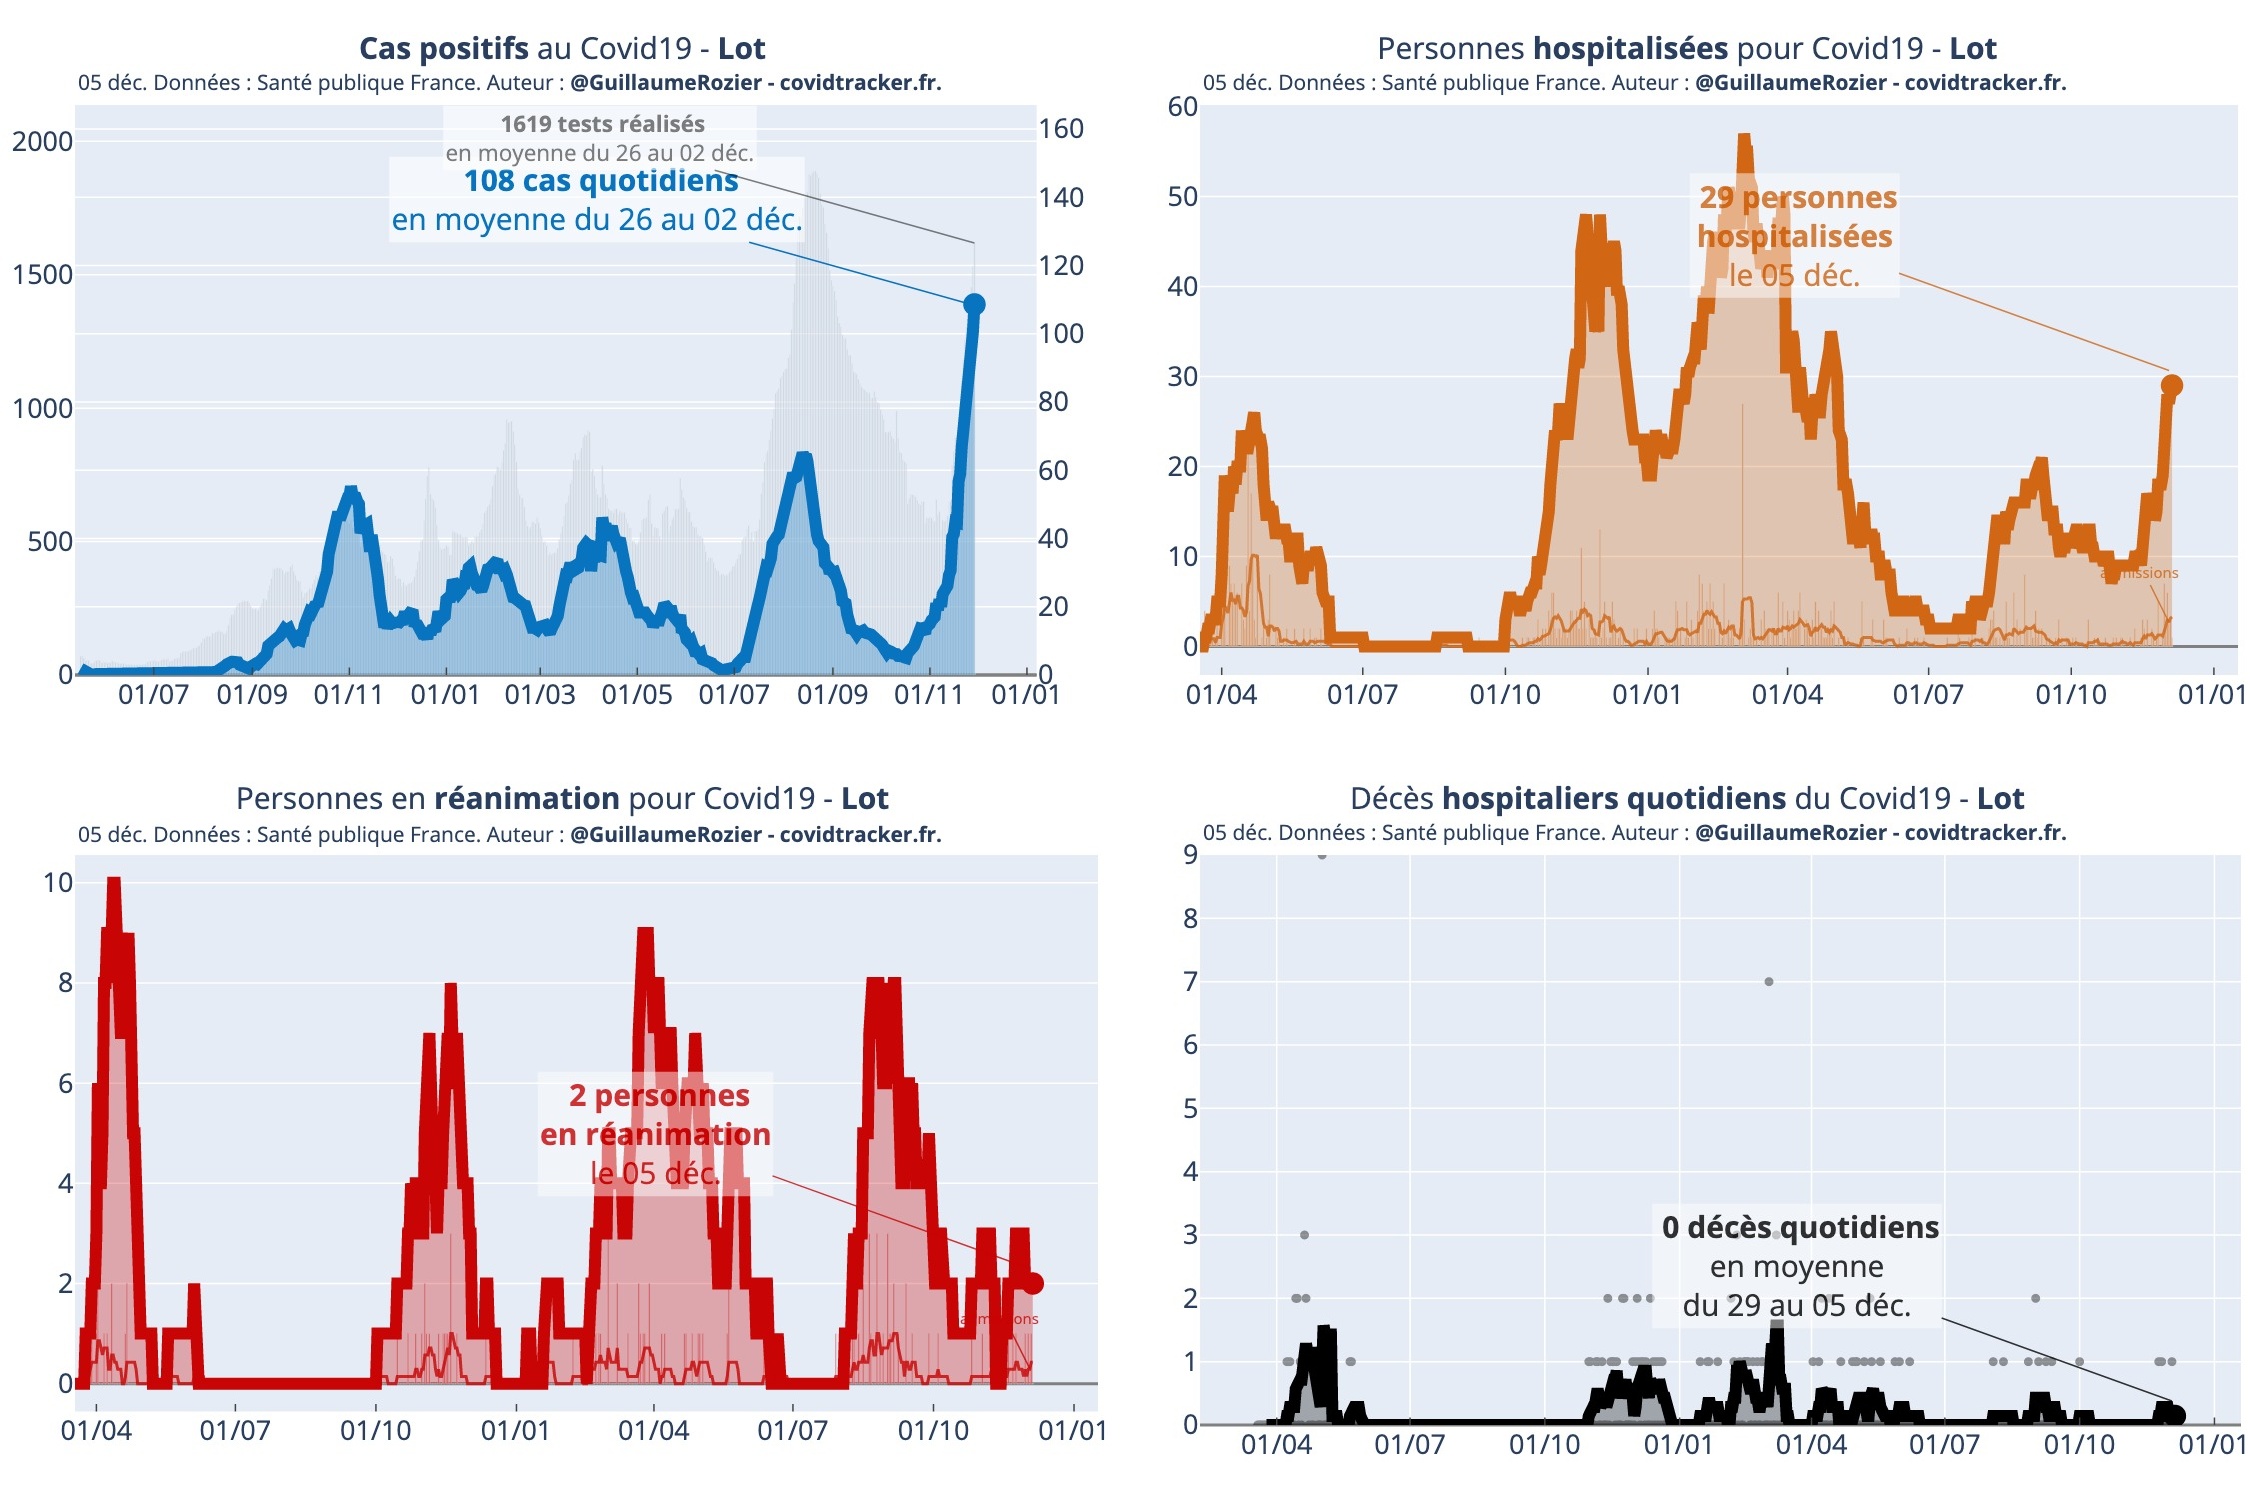 Cas positifs au Covid19 - Lot
05 déc. Données : Santé publique France. Auteur : @GuillaumeRozier - covidtracker.fr.
1619 tests réalisés
en moyenne du 26 au 02 déc.
108 cas quotidiens
en moyenne du 26 au 02 déc.
2000
1500
1000
500
0
160
140
120
100
80
60
40
20
0
01/07 01/09 01/11 01/01 01/03 01/05 01/07 01/09 01/11 01/01
Personnes hospitalisées pour Covid19 - Lot
05 déc. Données : Santé publique France. Auteur : @GuillaumeRozier - covidtracker.fr.
60
50
40
30
20
10
0
29 personnes
hospitalisées
le 05 déc.
admissions
01/04 01/07 01/10 01/01 01/04 01/07 01/10 01/01
Personnes en réanimation pour Covid19 - Lot
05 déc. Données : Santé publique France. Auteur : @GuillaumeRozier - covidtracker.fr.
10
8
6
4
2
0
2 personnes
en réanimation
le 05 déc.
admissions
01/04 01/07 01/10 01/01 01/04 01/07 01/10 01/01
Décès hospitaliers quotidiens du Covid19 - Lot
05 déc. Données : Santé publique France. Auteur : @GuillaumeRozier - covidtracker.fr.
9
8
7
6
5
4
3
2
1
0
0 décès quotidiens
en moyenne
du 29 au 05 déc.
01/04 01/07 01/10 01/01 01/04 01/07 01/10 01/01